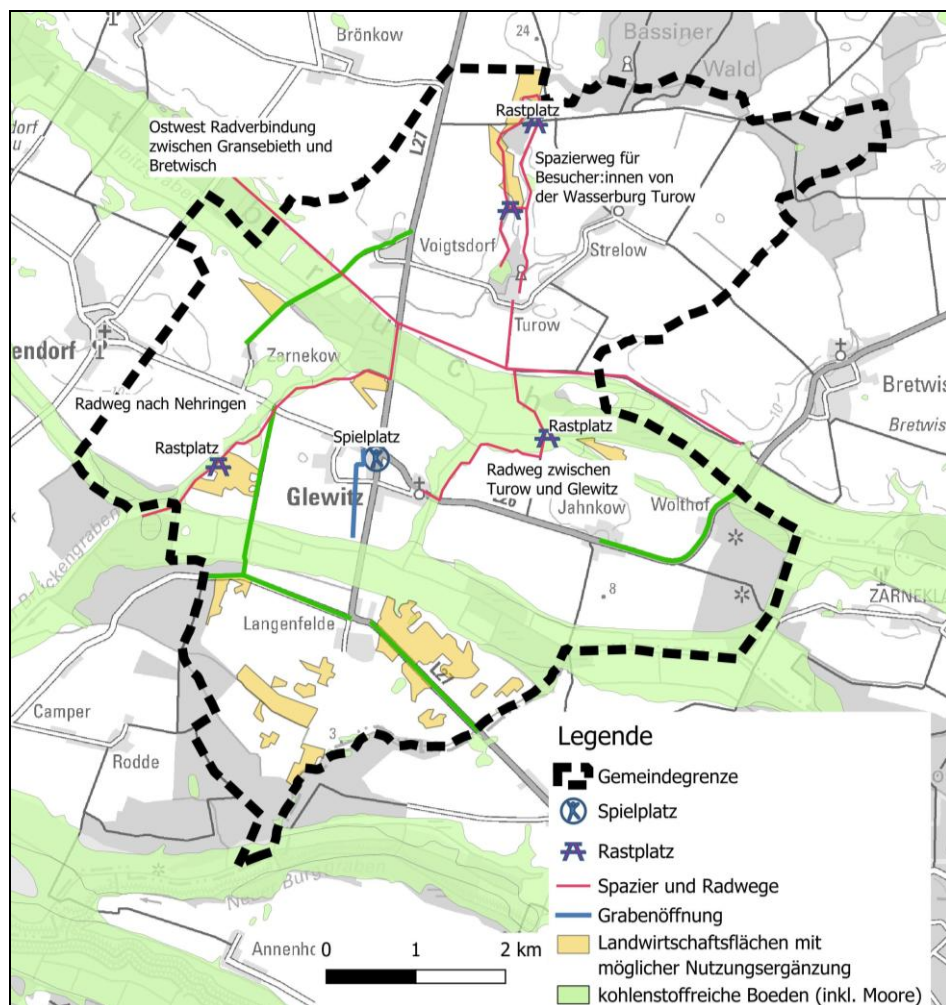 Brönkow
24
Bassiner
Wald
Ostwest Radverbindung
zwischen Gransebieth und
Bretwisch
L27
Rastplatz
Spazierweg für
Besucher:innen von
der Wasserburg Turow
Voigtsdorf
Strelow
Turow
Zarnekow
Bretwis
Bretwis
10
Radweg nach Nehringen
Rastplatz
Spielplatz
Rastplatz
Glewitz
Radweg zwischen
Turow und Glewitz
Jahnkow
Wolthof
Brückengraben
8
ZARNEKLA
Langenfelde
L27
Camper
3
Rodde
Annenho
Legende
Gemeindegrenze
Spielplatz
Rastplatz
Spazier und Radwege
Grabenöffnung
Landwirtschaftsflächen mit
möglicher Nutzungsergänzung
kohlenstoffreiche Boeden (inkl. Moore)
0 1 2 km